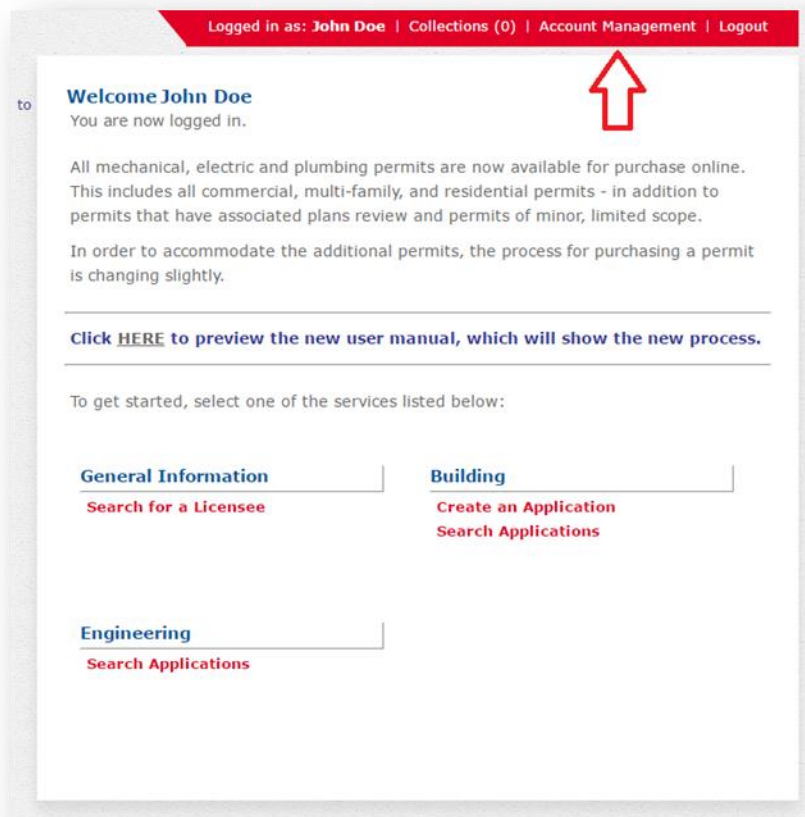 Logged in as: John Doe | Collections (0) | Account Management | Logout
to
Welcome John Doe
You are now logged in.
All mechanical, electric and plumbing permits are now available for purchase online.
This includes all commercial, multi-family, and residential permits - in addition to
permits that have associated plans review and permits of minor, limited scope.
In order to accommodate the additional permits, the process for purchasing a permit
is changing slightly.
Click HERE to preview the new user manual, which will show the new process.
To get started, select one of the services listed below:
General Information
Search for a Licensee
Building
Create an Application
Search Applications
Engineering
Search Applications